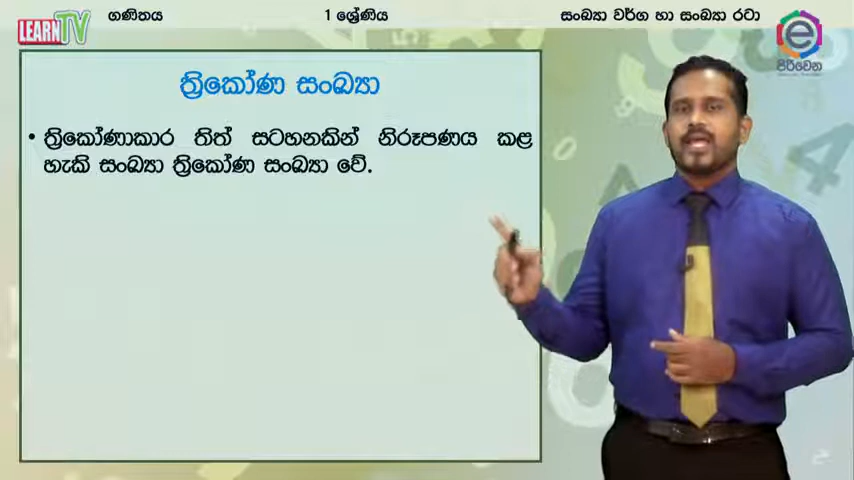 LEARN TV
ගණිතය
1 ශ්‍රේණිය
සංඛ්‍යා වර්ග හා සංඛ්‍යා රටා
e
පිරිවෙන
ත්‍රිකෝණ සංඛ්‍යා
• ත්‍රිකෝණාකාර තිත් සටහනකින් නිරූපණය කළ
හැකි සංඛ්‍යා ත්‍රිකෝණ සංඛ්‍යා වේ.